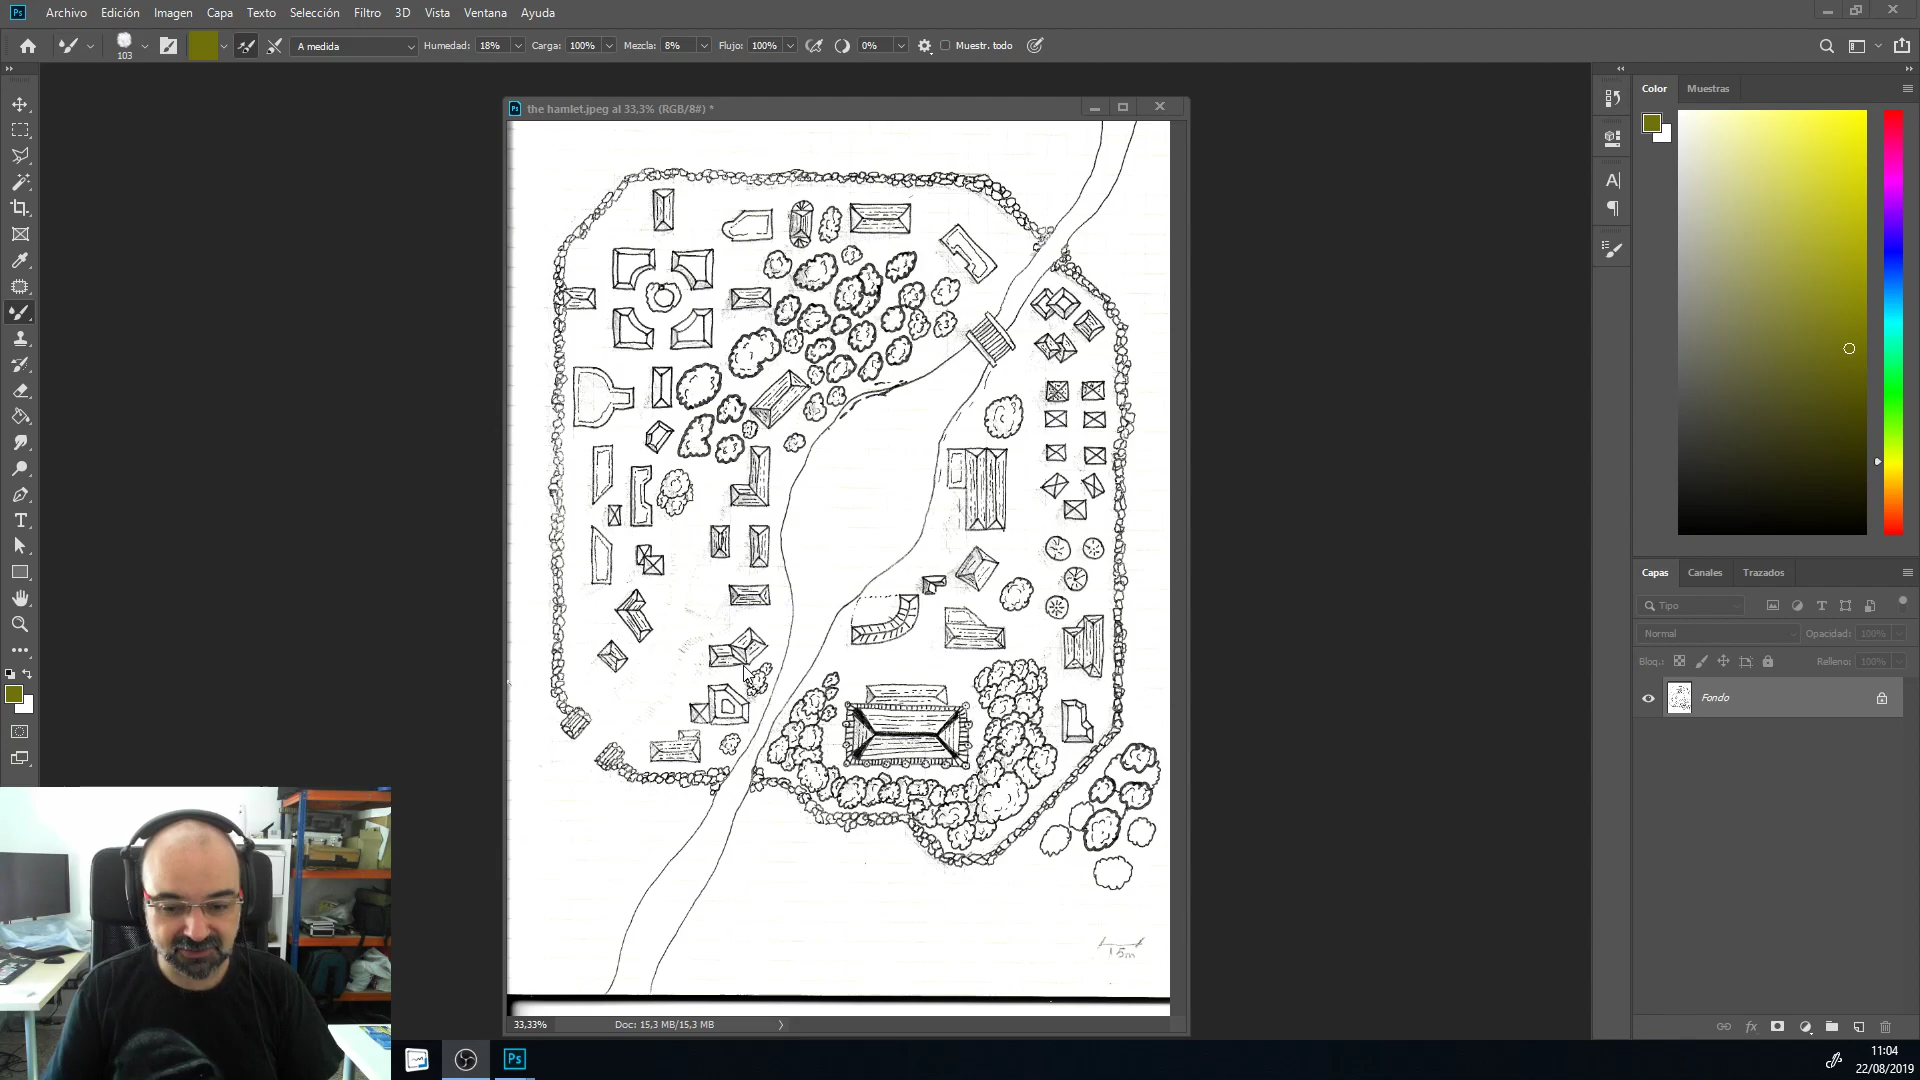 Ps Archivo Edición Imagen Capa Texto Selección Filtro 3D Vista Ventana Ayuda
103 A medida Humedad: 18% Carga: 100% Mezcla: 8% Flujo: 100% 0% Muestr. todo
Ps the hamlet.jpeg al 33,3% (RGB/8#) *
Color Muestras
Capas Canales Trazados
Tipo
Normal Opacidad: 100%
Bloq.: Relleno: 100%
Fondo
15m
33,33% Doc: 15,3 MB/15,3 MB
Ps
11:04
22/08/2019